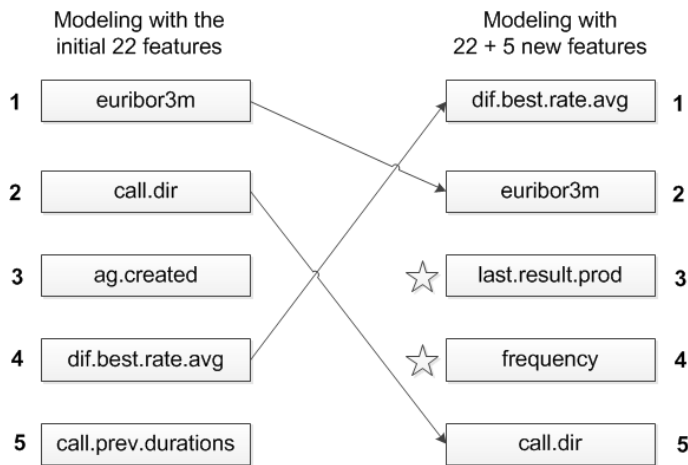 Modeling with the
initial 22 features
Modeling with
22 + 5 new features
1 euribor3m
dif.best.rate.avg 1
2 call.dir
euribor3m 2
3 ag.created
last.result.prod 3
4 dif.best.rate.avg
frequency 4
5 call.prev.durations
call.dir 5